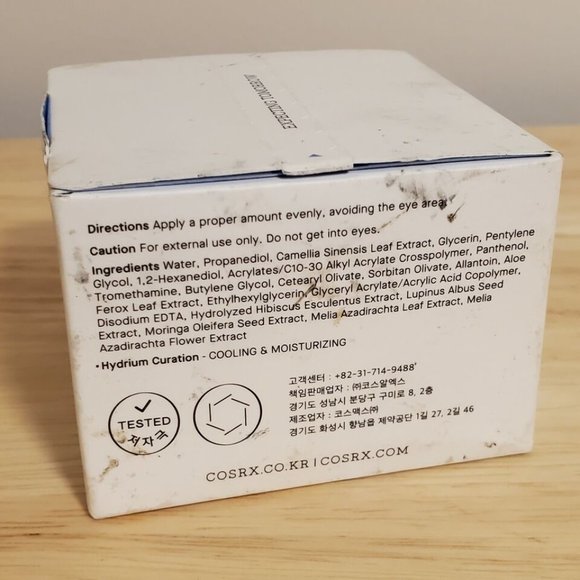 EXPECTING TOMORROW
Directions Apply a proper amount evenly, avoiding the eye area.
Caution For external use only. Do not get into eyes.
Ingredients Water, Propanediol, Camellia Sinensis Leaf Extract, Glycerin, Pentylene
Glycol, 1,2-Hexanediol, Acrylates/C10-30 Alkyl Acrylate Crosspolymer, Panthenol,
Tromethamine, Butylene Glycol, Cetearyl Olivate, Sorbitan Olivate, Allantoin, Aloe
Ferox Leaf Extract, Ethylhexylglycerin, Glyceryl Acrylate/Acrylic Acid Copolymer,
Disodium EDTA, Hydrolyzed Hibiscus Esculentus Extract, Lupinus Albus Seed
Extract, Moringa Oleifera Seed Extract, Melia Azadirachta Leaf Extract, Melia
Azadirachta Flower Extract
• Hydrium Curation - COOLING & MOISTURIZING
TESTED
고객센터 : +82-31-714-9488
책임판매업자 : ㈜코스알엑스
경기도 성남시 분당구 구미로 8, 2층
제조업자 : 코스맥스㈜
경기도 화성시 향남읍 제약공단 1길 27, 2길 46
COSRX.CO.KR | COSRX.COM